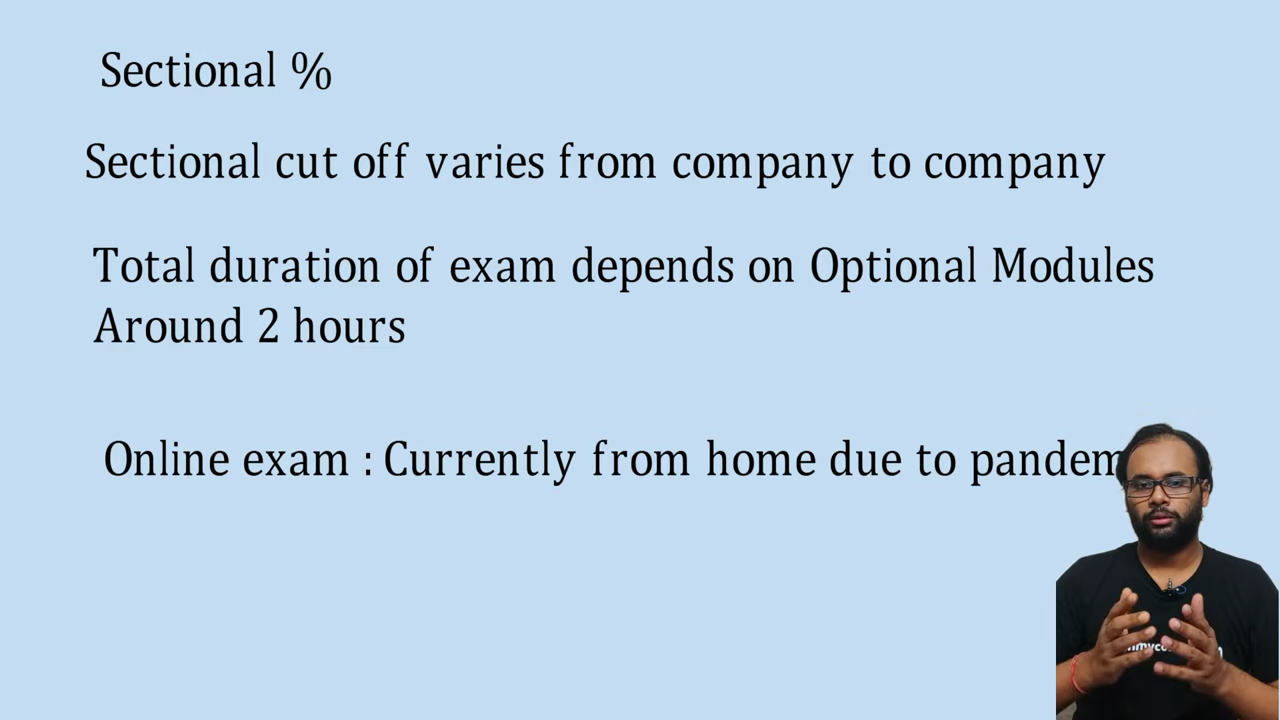 Sectional %
Sectional cut off varies from company to company
Total duration of exam depends on Optional Modules
Around 2 hours
Online exam : Currently from home due to